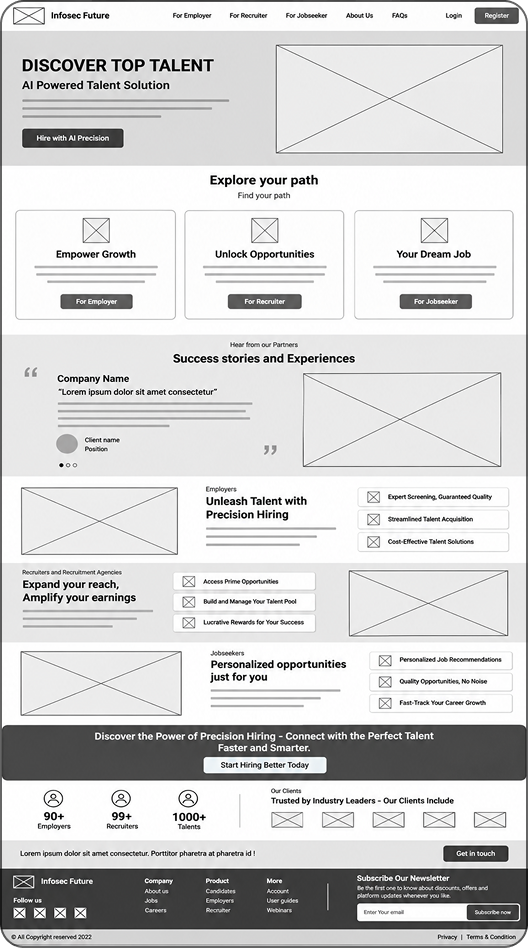 Infosec Future
For Employer
For Recruiter
For Jobseeker
About Us
FAQs
Login
Register
DISCOVER TOP TALENT
AI Powered Talent Solution
Hire with AI Precision
Explore your path
Find your path
Empower Growth
For Employer
Unlock Opportunities
For Recruiter
Your Dream Job
For Jobseeker
Hear from our Partners
Success stories and Experiences
“
Company Name
“Lorem ipsum dolor sit amet consectetur”
Client name
Position
”
Employers
Unleash Talent with
Precision Hiring
Expert Screening, Guaranteed Quality
Streamlined Talent Acquisition
Cost-Effective Talent Solutions
Recruiters and Recruitment Agencies
Expand your reach,
Amplify your earnings
Access Prime Opportunities
Build and Manage Your Talent Pool
Lucrative Rewards for Your Success
Jobseekers
Personalized opportunities
just for you
Personalized Job Recommendations
Quality Opportunities, No Noise
Fast-Track Your Career Growth
Discover the Power of Precision Hiring - Connect with the Perfect Talent
Faster and Smarter.
Start Hiring Better Today
90+
Employers
99+
Recruiters
1000+
Talents
Our Clients
Trusted by Industry Leaders - Our Clients Include
Lorem ipsum dolor sit amet consectetur. Porttitor pharetra at pharetra id !
Get in touch
Infosec Future
Follow us
Company
About us
Jobs
Careers
Product
Candidates
Employers
Recruiter
More
Account
User guides
Webinars
Subscribe Our Newsletter
Be the first one to know about discounts, offers and
platform updates whenever you like.
Enter Your email
Subscribe now
© All Copyright reserved 2022
Privacy | Terms & Condition